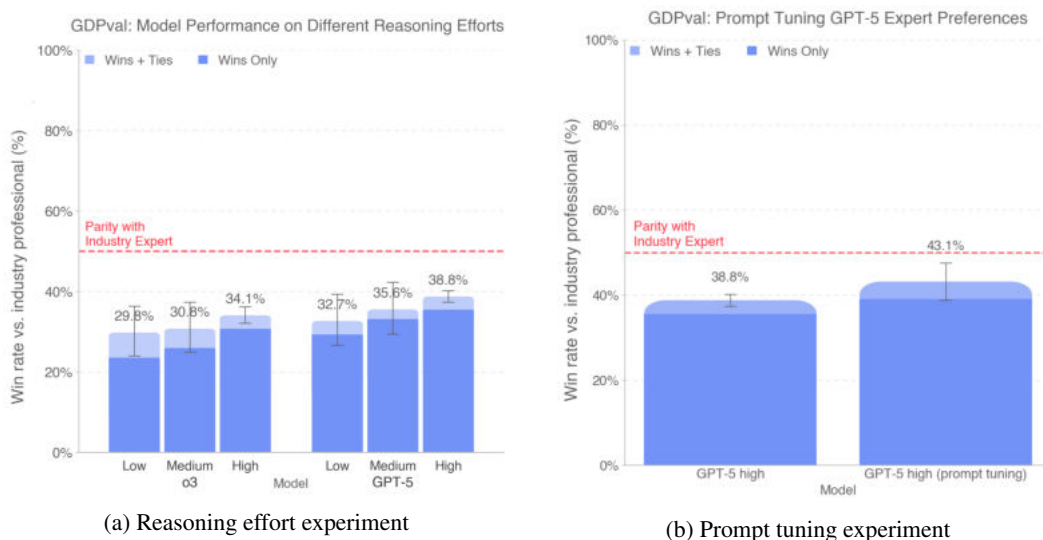 GDPval: Model Performance on Different Reasoning Efforts
100%
Wins + Ties
Wins Only
80%
60%
Parity with
Industry Expert
40%
20%
0%
Win rate vs. industry professional (%)
29.8%
30.8%
34.1%
32.7%
35.6%
38.8%
Low
Medium
High
Low
Medium
High
o3
Model
GPT-5
(a) Reasoning effort experiment
GDPval: Prompt Tuning GPT-5 Expert Preferences
100%
Wins + Ties
Wins Only
80%
60%
Parity with
Industry Expert
40%
20%
0%
Win rate vs. industry professional (%)
38.8%
43.1%
GPT-5 high
GPT-5 high (prompt tuning)
Model
(b) Prompt tuning experiment